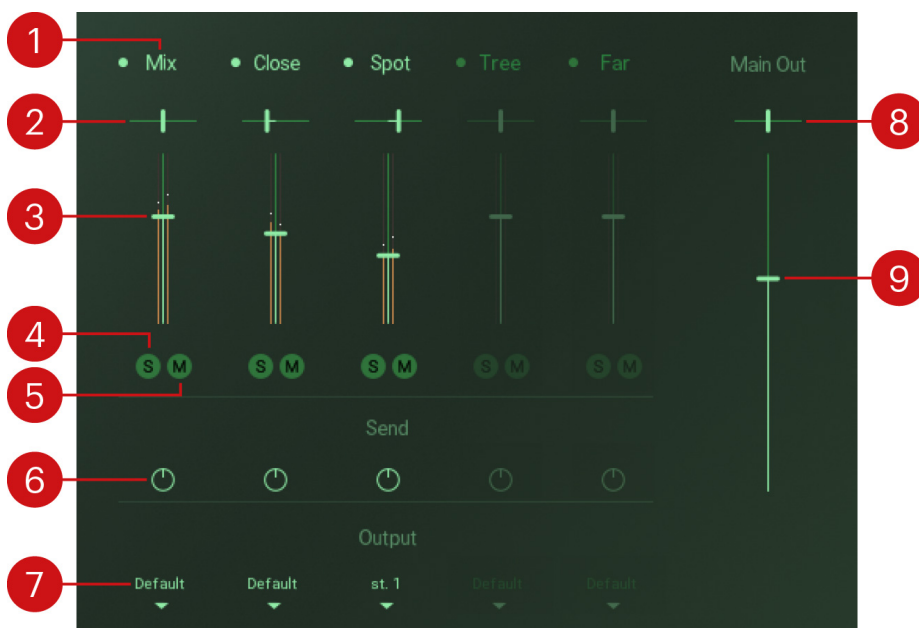 1
Mix Close Spot Tree Far Main Out
2
8
3
9
4
S M S M S M S M S M
5
Send
6
Output
7
Default Default st. 1 Default Default